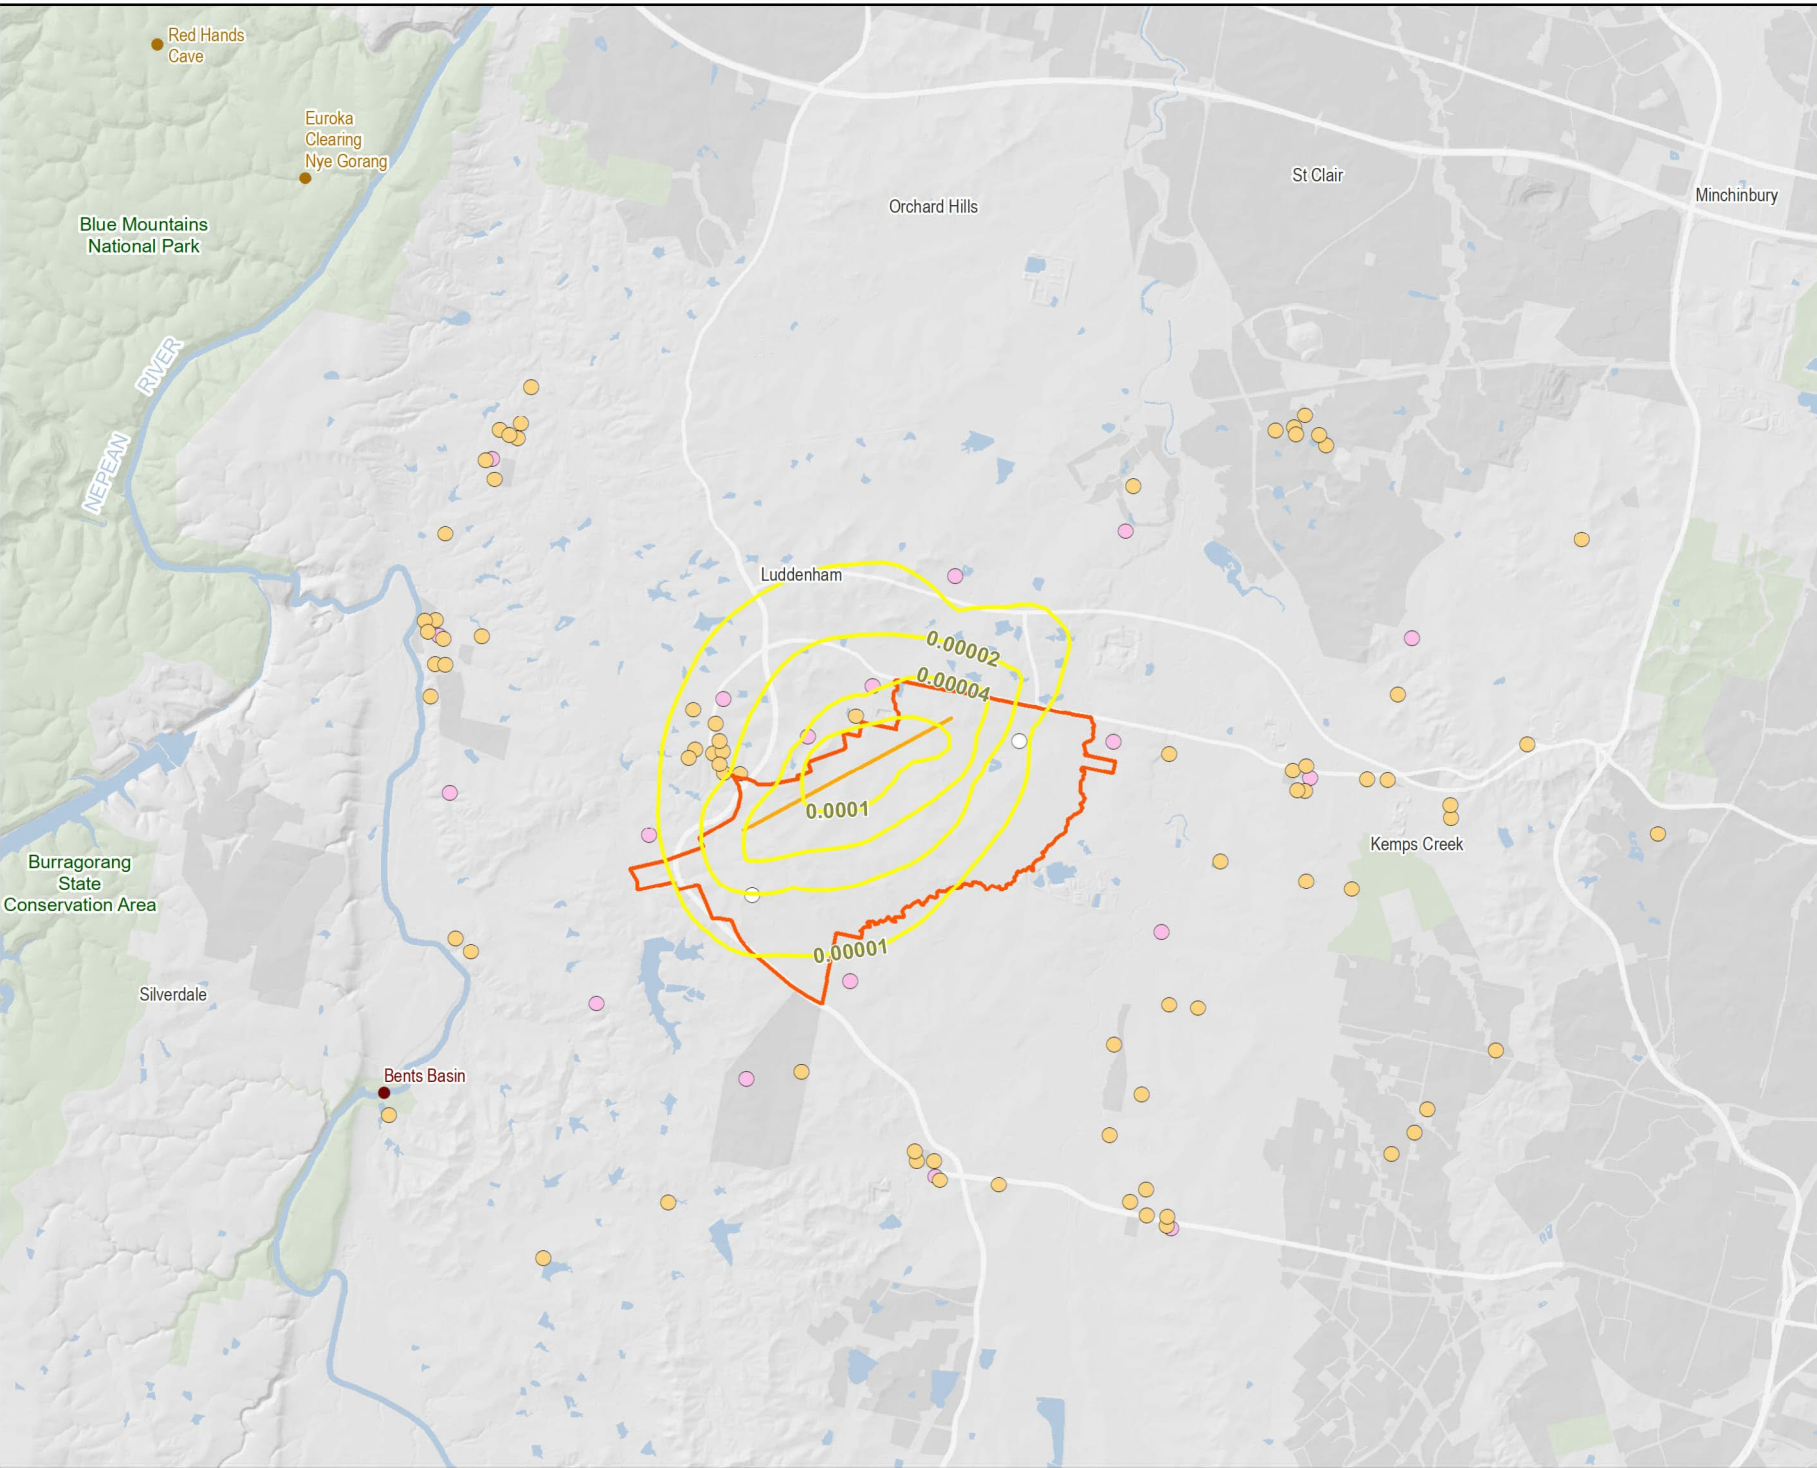 Red Hands
Cave
Euroka
Clearing
Nye Gorang
Blue Mountains
National Park
Orchard Hills
St Clair
Minchinbury
RIVER
NEPEAN
Luddenham
0.00002
0.00004
0.0001
Kemps Creek
Burragorang
State
Conservation Area
0.00001
Silverdale
Bents Basin